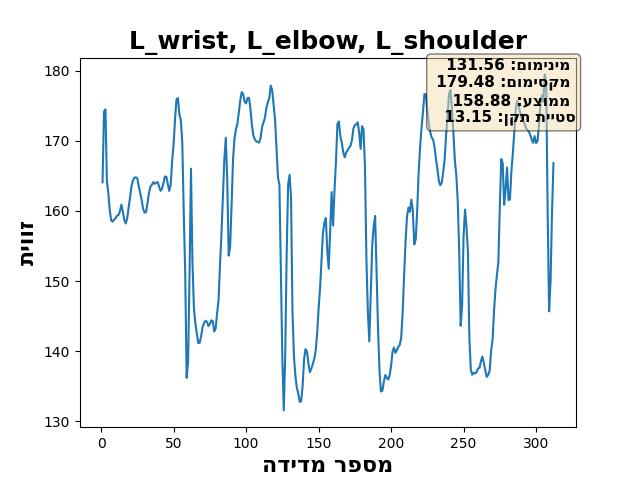 L_wrist, L_elbow, L_shoulder
מינימום: 131.56
מקסימום: 179.48
ממוצע: 158.88
סטיית תקן: 13.15
180
170
160
150
140
130
זווית
0 50 100 150 200 250 300
מספר מדידה